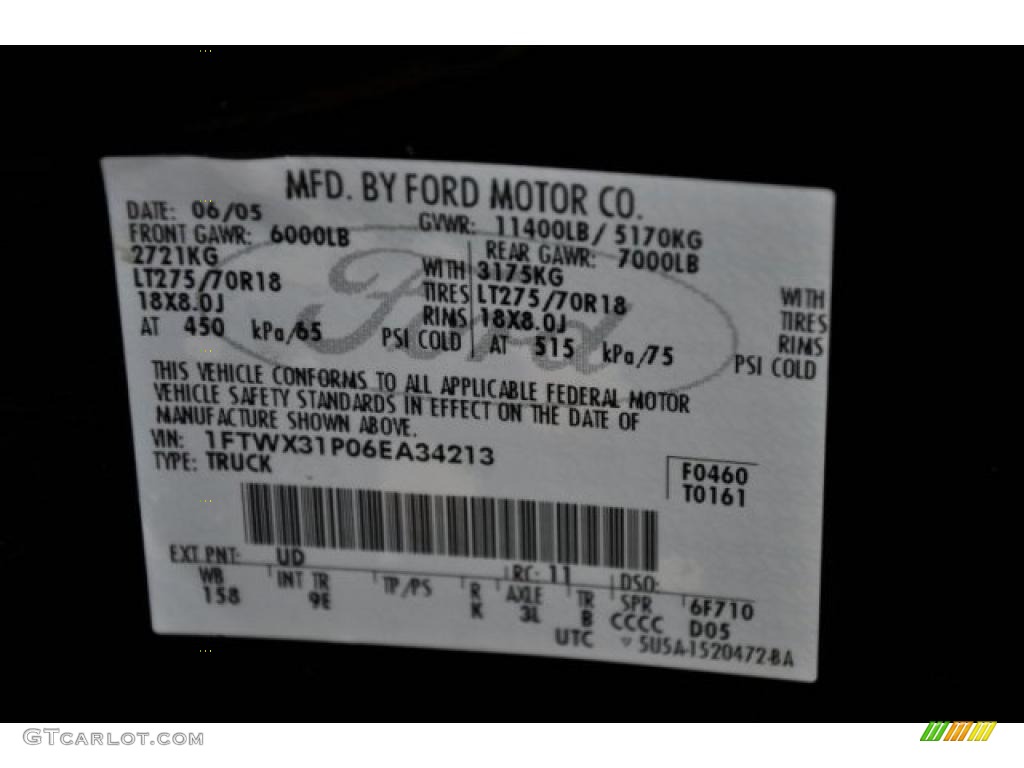 MFD. BY FORD MOTOR CO.
DATE: 06/05 GVWR: 11400LB/ 5170KG
FRONT GAWR: 6000LB REAR GAWR: 7000LB
2721KG WITH 3175KG WITH
LT275/70R18 TIRES LT275/70R18 TIRES
18X8.0J RIMS 18X8.0J RIMS
AT 450 kPa/65 PSI COLD AT 515 kPa/75 PSI COLD
Ford
THIS VEHICLE CONFORMS TO ALL APPLICABLE FEDERAL MOTOR
VEHICLE SAFETY STANDARDS IN EFFECT ON THE DATE OF
MANUFACTURE SHOWN ABOVE.
VIN: 1FTWX31P06EA34213
TYPE: TRUCK
F0460
T0161
EXT PNT: UD RC: 11 DSO:
WB INT TR TP/PS R AXLE TR SPR 6F710
158 9E K 3L B CCCC D05
UTC ▽ 5U5A-1520472-BA
GTCARLOT.COM